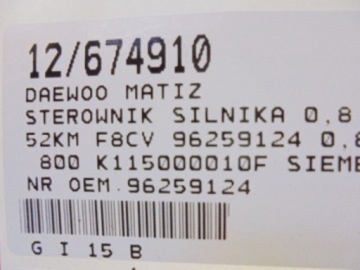 12/674910
DAEWOO MATIZ
STEROWNIK SILNIKA 0,8
52KM F8CV 96259124 0,8
800 K115000010F SIEME
NR OEM.96259124
G I 15 B